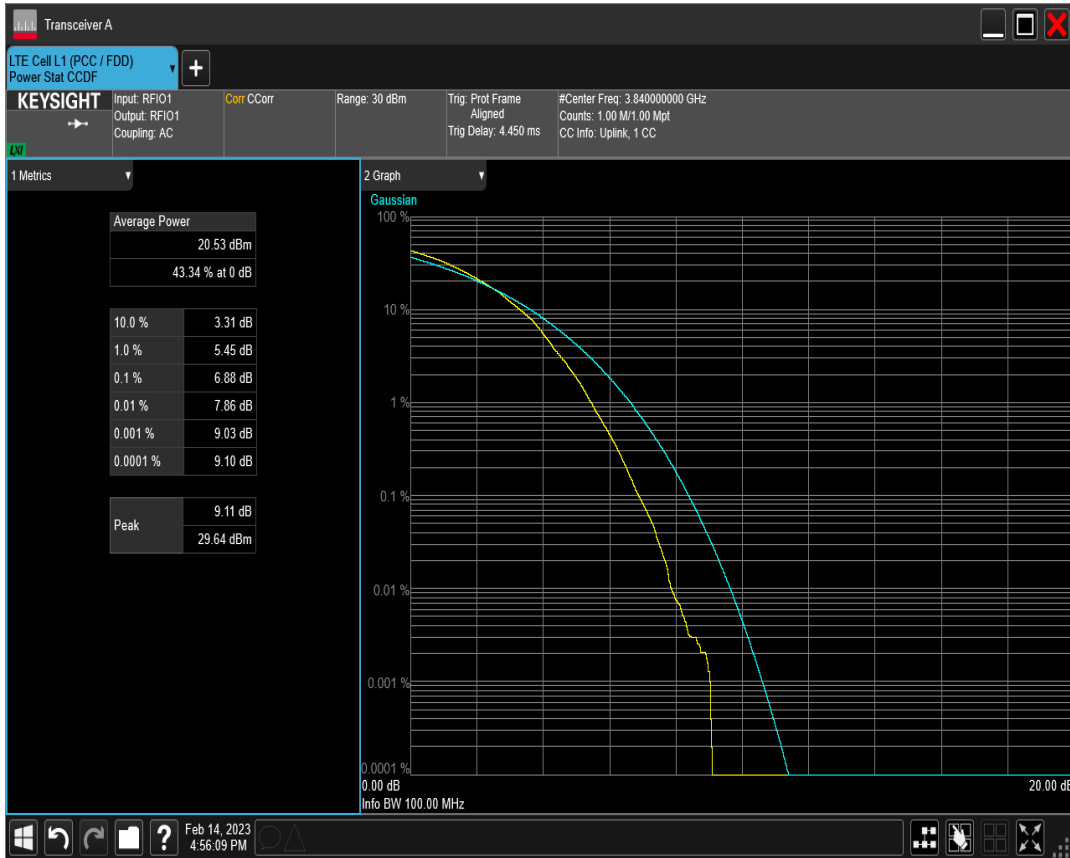 Transceiver A
LTE Cell L1 (PCC / FDD)
Power Stat CCDF
KEYSIGHT
LXI
Input: RFIO1
Output: RFIO1
Coupling: AC
Corr CCorr
Range: 30 dBm
Trig: Prot Frame
Aligned
Trig Delay: 4.450 ms
#Center Freq: 3.840000000 GHz
Counts: 1.00 M/1.00 Mpt
CC Info: Uplink, 1 CC
1 Metrics
Average Power
20.53 dBm
43.34 % at 0 dB
10.0 % 3.31 dB
1.0 % 5.45 dB
0.1 % 6.88 dB
0.01 % 7.86 dB
0.001 % 9.03 dB
0.0001 % 9.10 dB
Peak 9.11 dB
29.64 dBm
2 Graph
Gaussian
100 %
10 %
1 %
0.1 %
0.01 %
0.001 %
0.0001 %
0.00 dB 20.00 dB
Info BW 100.00 MHz
?
Feb 14, 2023
4:56:09 PM